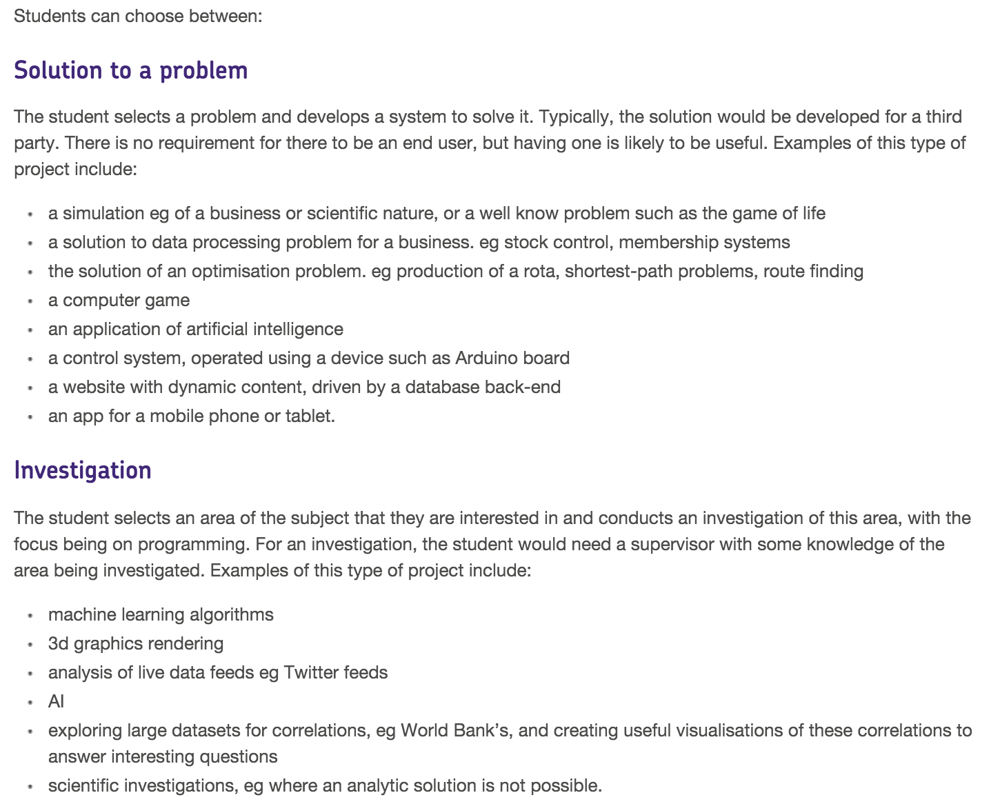 Students can choose between:
Solution to a problem
The student selects a problem and develops a system to solve it. Typically, the solution would be developed for a third
party. There is no requirement for there to be an end user, but having one is likely to be useful. Examples of this type of
project include:
a simulation eg of a business or scientific nature, or a well know problem such as the game of life
a solution to data processing problem for a business. eg stock control, membership systems
the solution of an optimisation problem. eg production of a rota, shortest-path problems, route finding
a computer game
an application of artificial intelligence
a control system, operated using a device such as Arduino board
a website with dynamic content, driven by a database back-end
an app for a mobile phone or tablet.
Investigation
The student selects an area of the subject that they are interested in and conducts an investigation of this area, with the
focus being on programming. For an investigation, the student would need a supervisor with some knowledge of the
area being investigated. Examples of this type of project include:
machine learning algorithms
3d graphics rendering
analysis of live data feeds eg Twitter feeds
AI
exploring large datasets for correlations, eg World Bank’s, and creating useful visualisations of these correlations to
answer interesting questions
scientific investigations, eg where an analytic solution is not possible.